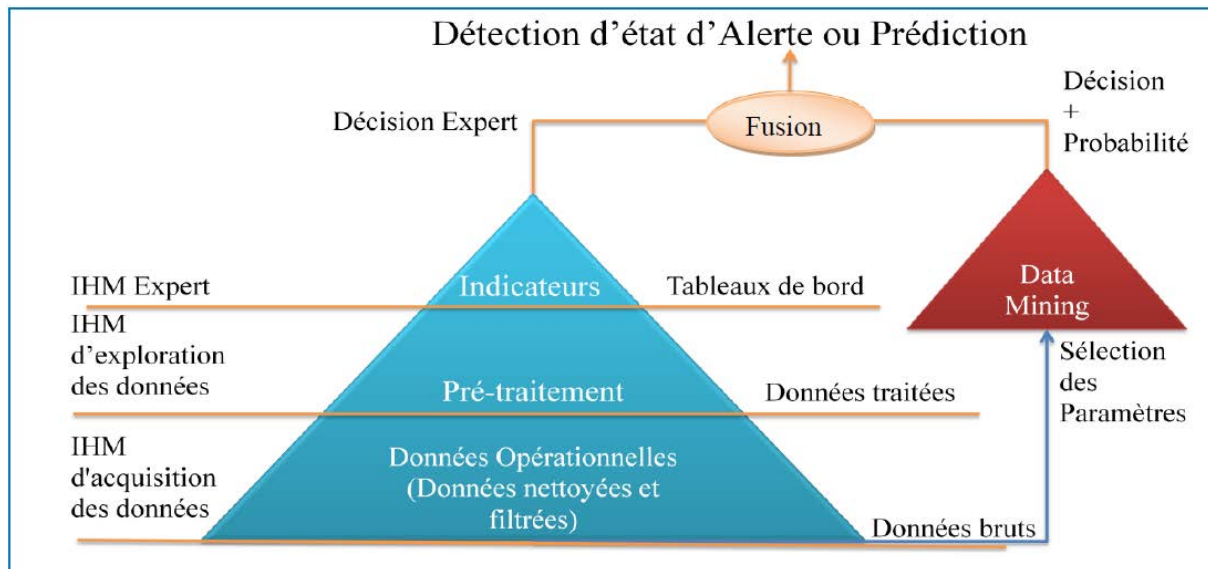 Détection d'état d'Alerte ou Prédiction
Décision Expert
Fusion
Décision
+
Probabilité
IHM Expert
Indicateurs
Tableaux de bord
Data
Mining
IHM
d'exploration
des données
Pré-traitement
Données traitées
Sélection
des
Paramètres
IHM
d'acquisition
des données
Données Opérationnelles
(Données nettoyées et
filtrées)
Données bruts